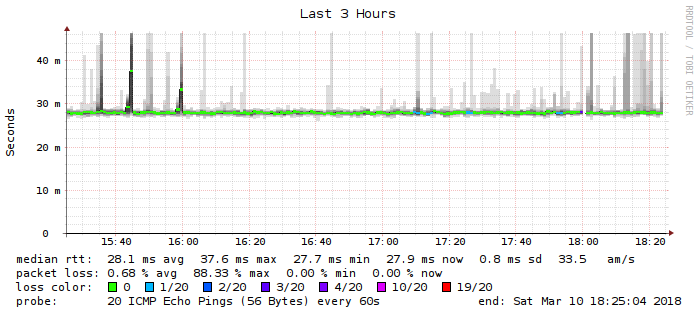 Last 3 Hours
RRDTOOL / TOBI OETIKER
Seconds
40 m
30 m
20 m
10 m
0
15:40 16:00 16:20 16:40 17:00 17:20 17:40 18:00 18:20
median rtt: 28.1 ms avg 37.6 ms max 27.7 ms min 27.9 ms now 0.8 ms sd 33.5 am/s
packet loss: 0.68 % avg 88.33 % max 0.00 % min 0.00 % now
loss color: 0 1/20 2/20 3/20 4/20 10/20 19/20
probe: 20 ICMP Echo Pings (56 Bytes) every 60s end: Sat Mar 10 18:25:04 2018